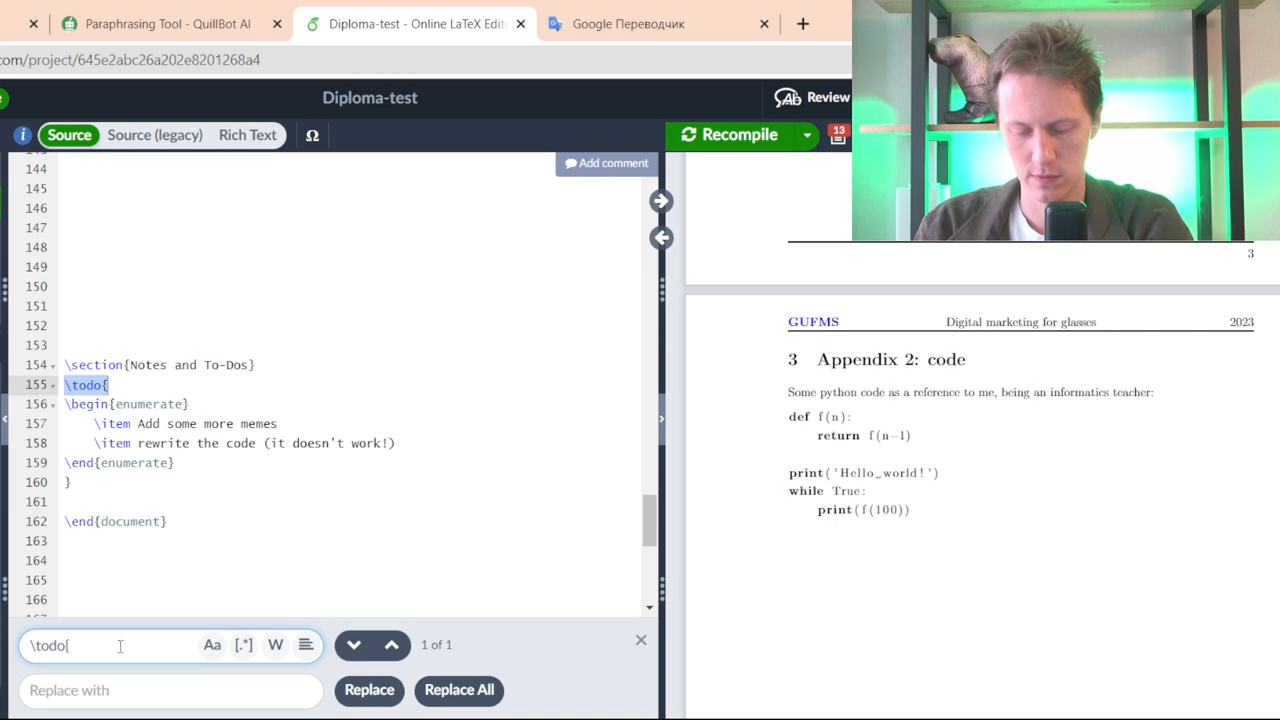 Paraphrasing Tool - QuillBot AI
Diploma-test - Online LaTeX Edit
Google Переводчик
com/project/645e2abc26a202e8201268a4
Diploma-test
Review
Source
Source (legacy)
Rich Text
Ω
Recompile
13
Add comment
144
145
146
147
148
149
150
151
152
153
154 \section{Notes and To-Dos}
155 \todo{
156 \begin{enumerate}
157 \item Add some more memes
158 \item rewrite the code (it doesn't work!)
159 \end{enumerate}
160 }
161
162 \end{document}
163
164
165
166
\todo{
Aa
[.*]
W
1 of 1
Replace with
Replace
Replace All
3
GUFMS Digital marketing for glasses 2023
3 Appendix 2: code
Some python code as a reference to me, being an informatics teacher:
def f(n):
return f(n−1)
print('Hello␣world!')
while True:
print(f(100))